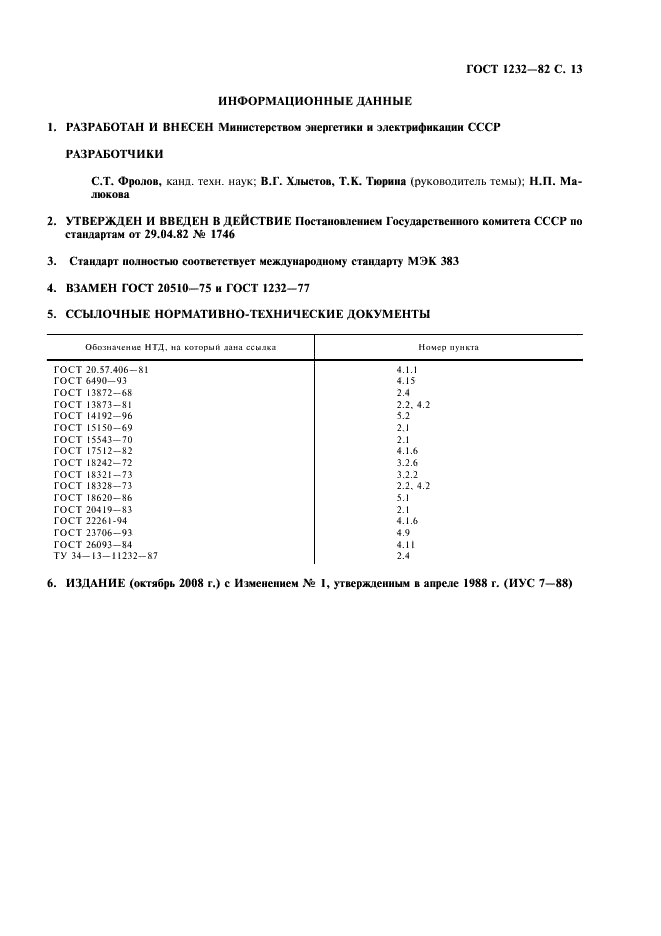 ГОСТ 1232—82 С. 13
ИНФОРМАЦИОННЫЕ ДАННЫЕ
1. РАЗРАБОТАН И ВНЕСЕН Министерством энергетики и электрификации СССР
РАЗРАБОТЧИКИ
С.Т. Фролов, канд. техн. наук; В.Г. Хлыстов, Т.К. Тюрина (руководитель темы); Н.П. Ма-
люкова
2. УТВЕРЖДЕН И ВВЕДЕН В ДЕЙСТВИЕ Постановлением Государственного комитета СССР по
стандартам от 29.04.82 № 1746
3. Стандарт полностью соответствует международному стандарту МЭК 383
4. ВЗАМЕН ГОСТ 20510—75 и ГОСТ 1232—77
5. ССЫЛОЧНЫЕ НОРМАТИВНО-ТЕХНИЧЕСКИЕ ДОКУМЕНТЫ
Обозначение НТД, на который дана ссылка Номер пункта
ГОСТ 20.57.406—81 4.1.1
ГОСТ 6490—93 4.15
ГОСТ 13872—68 2.4
ГОСТ 13873—81 2.2, 4.2
ГОСТ 14192—96 5.2
ГОСТ 15150—69 2.1
ГОСТ 15543—70 2.1
ГОСТ 17512—82 4.1.6
ГОСТ 18242—72 3.2.6
ГОСТ 18321—73 3.2.2
ГОСТ 18328—73 2.2, 4.2
ГОСТ 18620—86 5.1
ГОСТ 20419—83 2.1
ГОСТ 22261-94 4.1.6
ГОСТ 23706—93 4.9
ГОСТ 26093—84 4.11
ТУ 34—13—11232—87 2.4
6. ИЗДАНИЕ (октябрь 2008 г.) с Изменением № 1, утвержденным в апреле 1988 г. (ИУС 7—88)